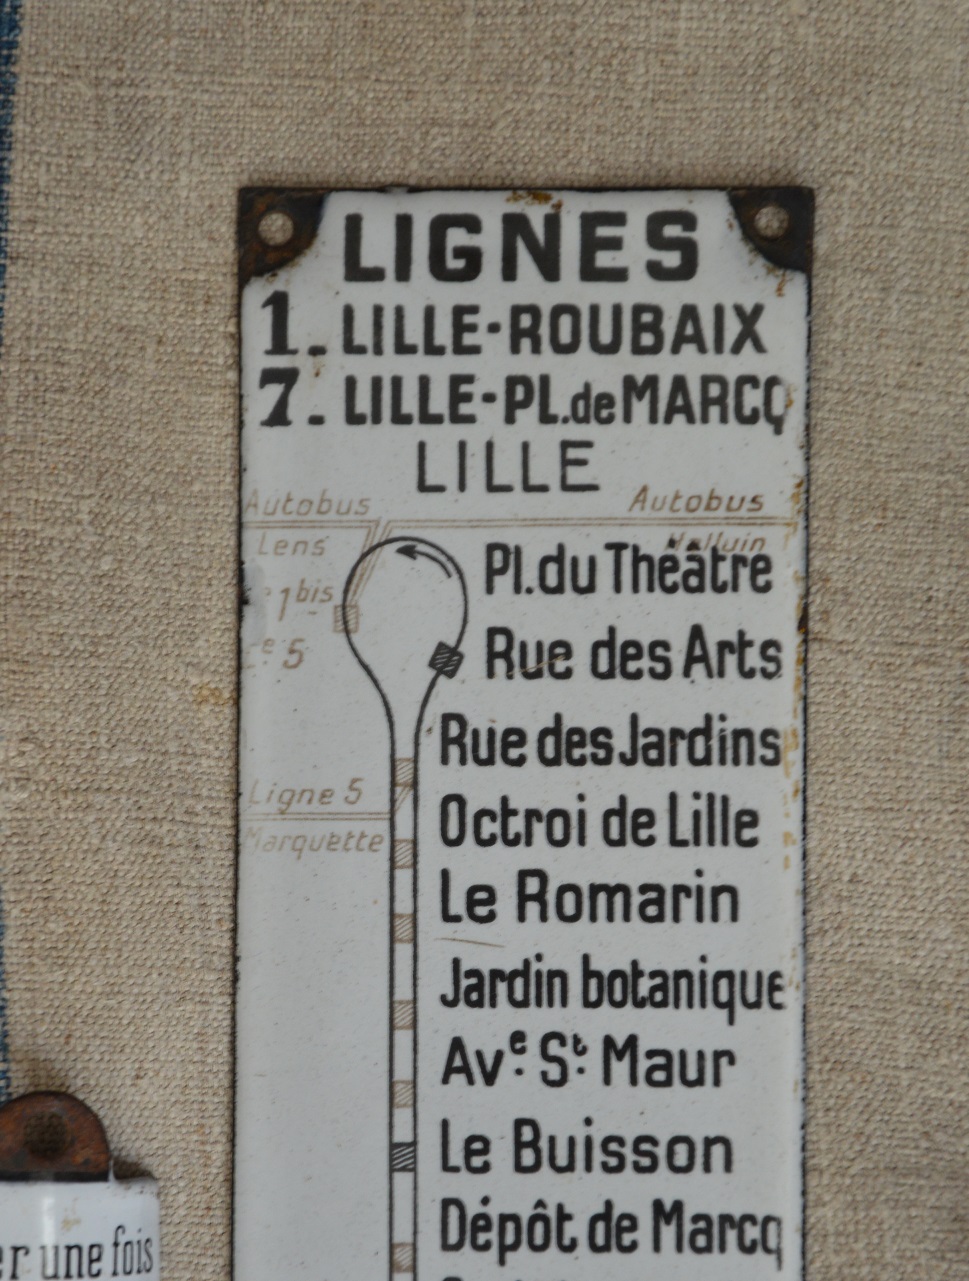 LIGNES
1. LILLE-ROUBAIX
7. LILLE-PL.de MARCQ
LILLE
Autobus Autobus
Lens Halluin
1bis
Pl. du Théâtre
5
Rue des Arts
Rue des Jardins
Ligne 5
Octroi de Lille
Marquette
Le Romarin
Jardin botanique
Ave St Maur
Le Buisson
Dépôt de Marcq
er une fois